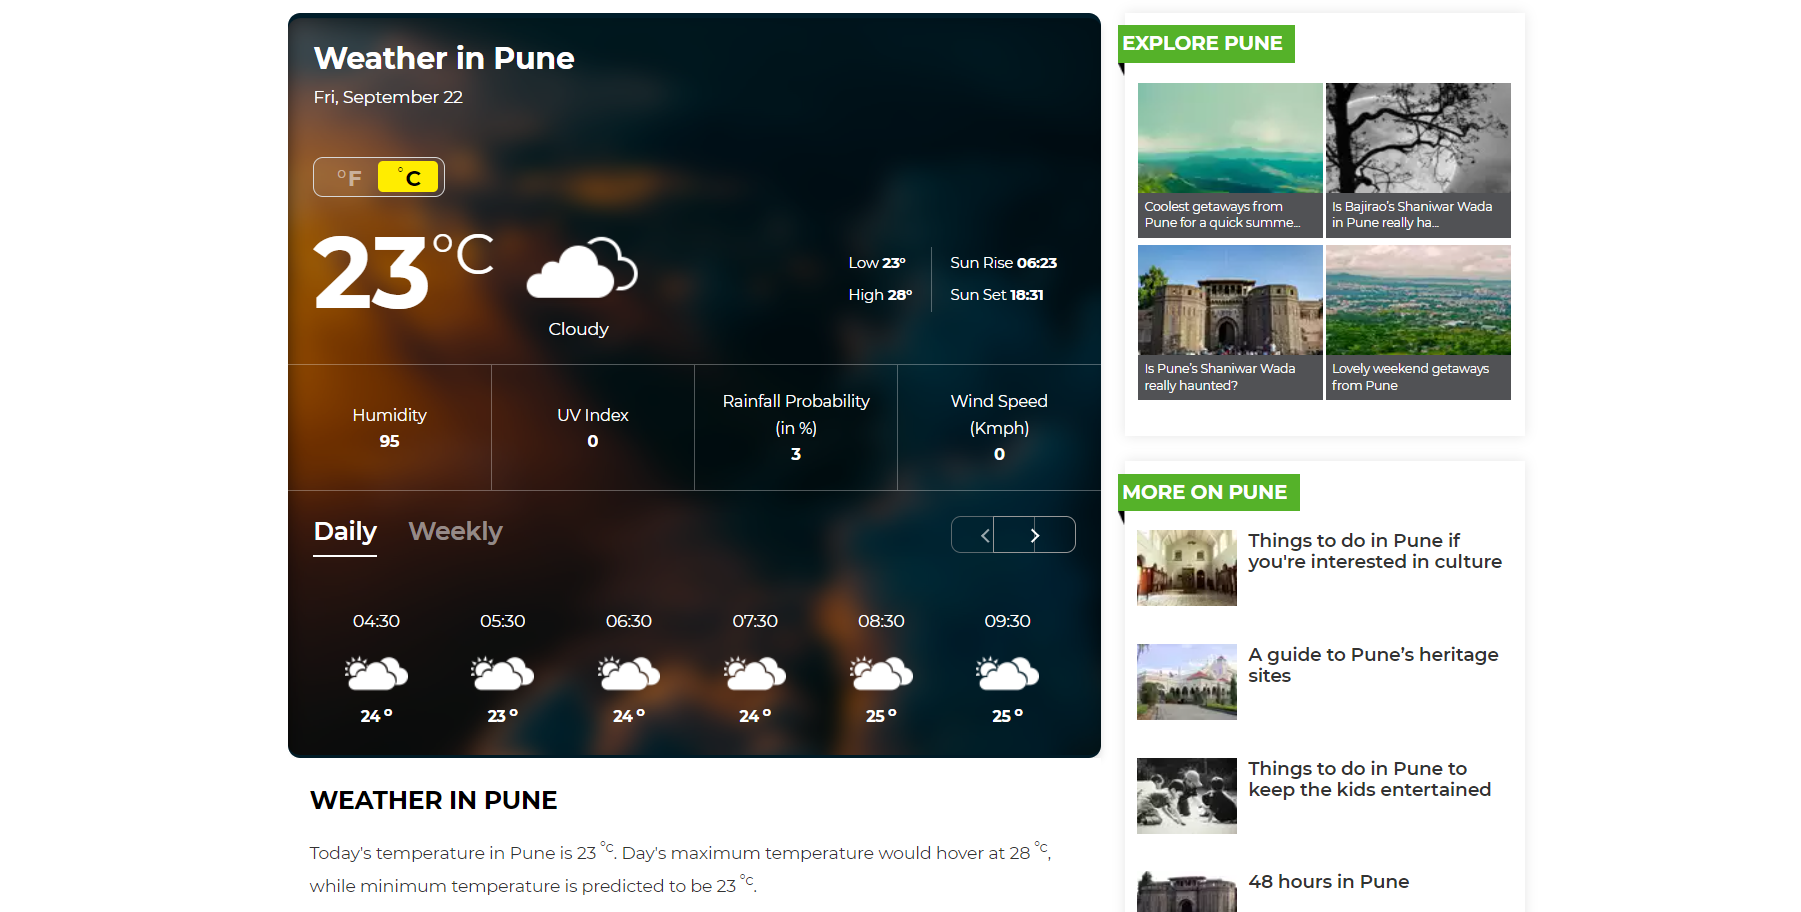 Weather in Pune
Fri, September 22
°F °C
23°C
Cloudy
Low 23°
High 28°
Sun Rise 06:23
Sun Set 18:31
Humidity
95
UV Index
0
Rainfall Probability
(in %)
3
Wind Speed
(Kmph)
0
Daily Weekly
04:30 05:30 06:30 07:30 08:30 09:30
24 º 23 º 24 º 24 º 25 º 25 º
WEATHER IN PUNE
Today's temperature in Pune is 23 °C. Day's maximum temperature would hover at 28 °C,
while minimum temperature is predicted to be 23 °C.
EXPLORE PUNE
Coolest getaways from
Pune for a quick summe...
Is Bajirao’s Shaniwar Wada
in Pune really ha...
Is Pune’s Shaniwar Wada
really haunted?
Lovely weekend getaways
from Pune
MORE ON PUNE
Things to do in Pune if
you're interested in culture
A guide to Pune’s heritage
sites
Things to do in Pune to
keep the kids entertained
48 hours in Pune